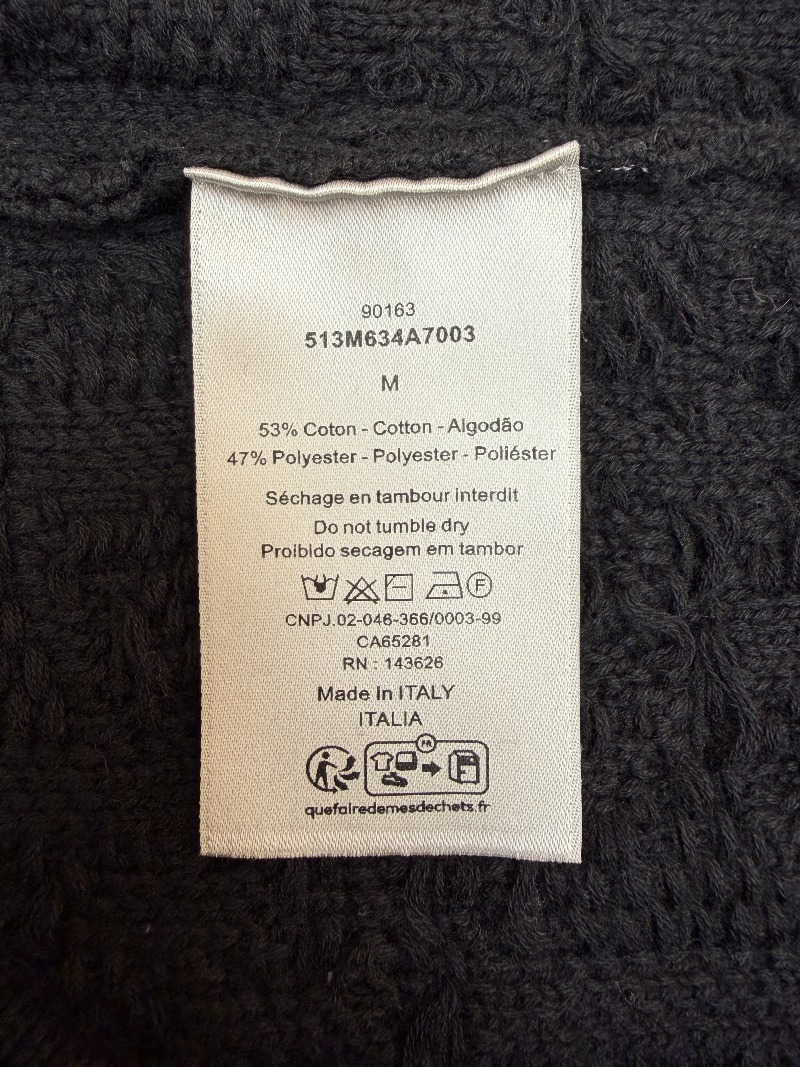 90163
513M634A7003
M
53% Coton - Cotton - Algodão
47% Polyester - Polyester - Poliéster
Séchage en tambour interdit
Do not tumble dry
Proibido secagem em tambor
F
CNPJ.02-046-366/0003-99
CA65281
RN : 143626
Made in ITALY
ITALIA
FR
quefairedemesdechets.fr